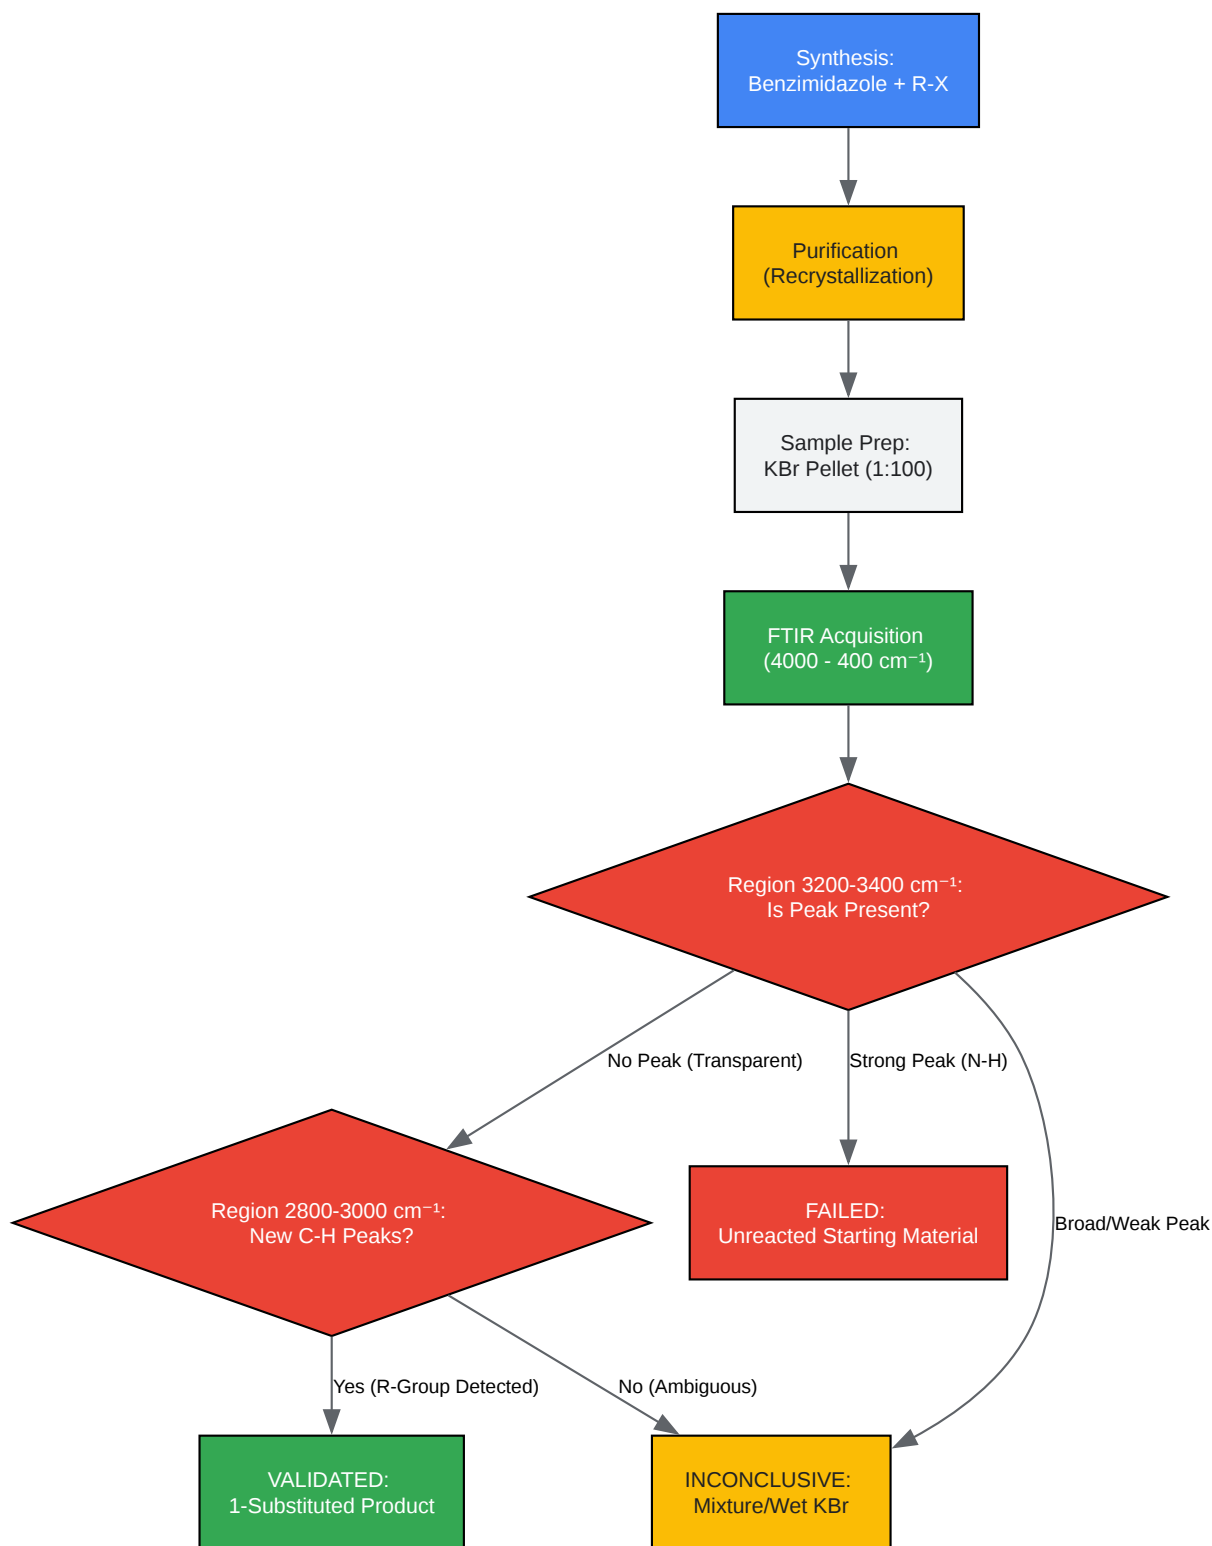 Synthesis:
Benzimidazole + R-X
Purification
(Recrystallization)
Sample Prep:
KBr Pellet (1:100)
FTIR Acquisition
(4000 - 400 cm⁻¹)
Region 3200-3400 cm⁻¹:
Is Peak Present?
No Peak (Transparent)
Strong Peak (N-H)
Region 2800-3000 cm⁻¹:
New C-H Peaks?
FAILED:
Unreacted Starting Material
Broad/Weak Peak
Yes (R-Group Detected)
No (Ambiguous)
VALIDATED:
1-Substituted Product
INCONCLUSIVE:
Mixture/Wet KBr